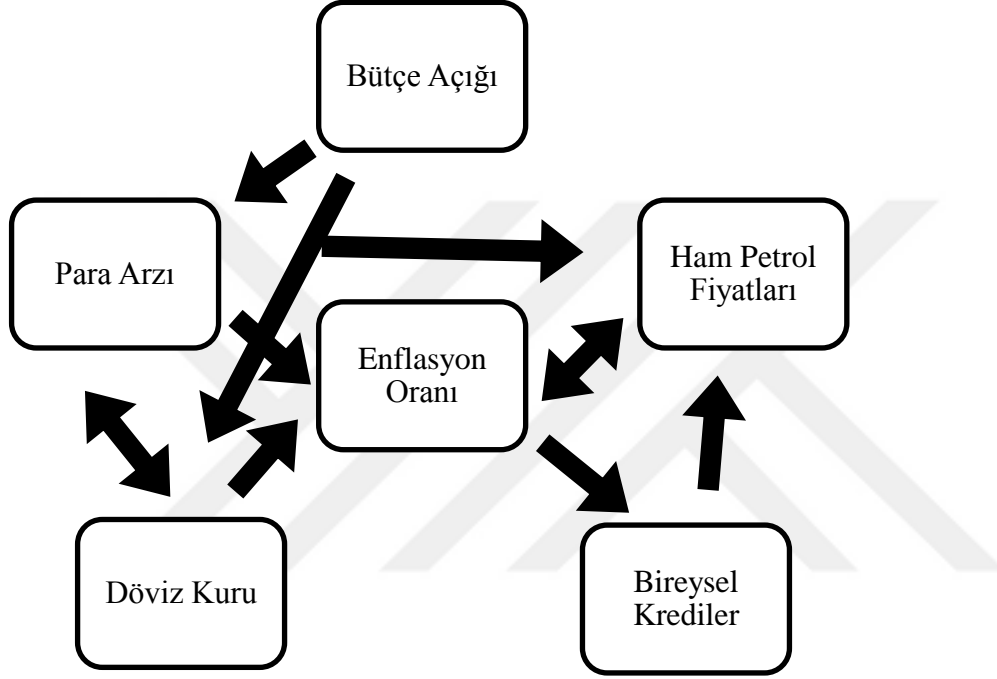 Bütçe Açığı
Para Arzı
Ham Petrol
Fiyatları
Enflasyon
Oranı
Döviz Kuru
Bireysel
Krediler